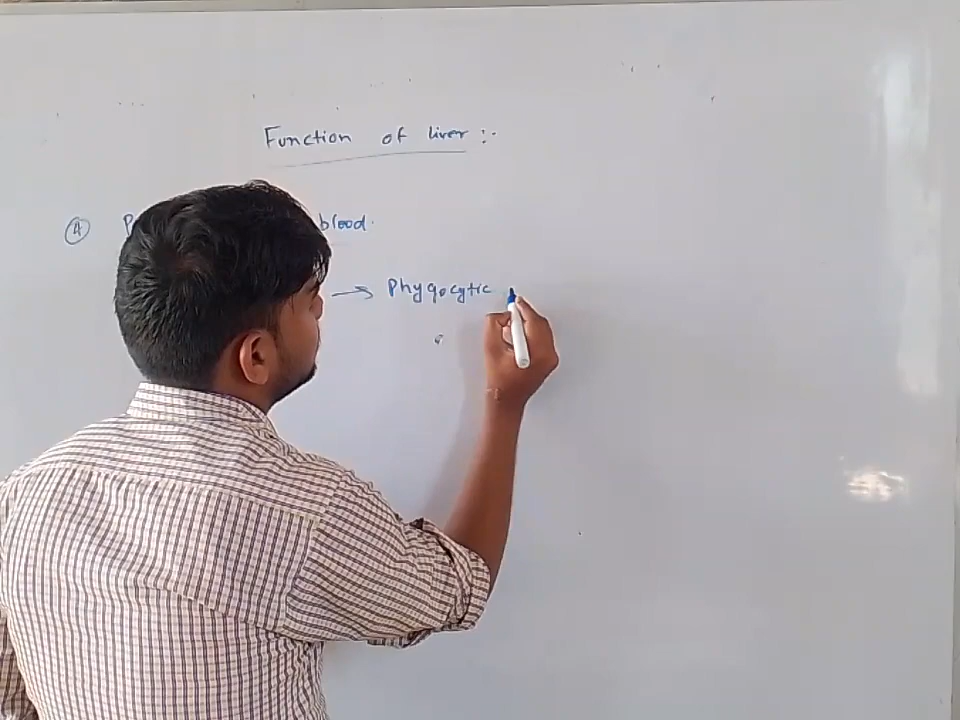 Function of liver :-
④ blood.
→ Phygocytic